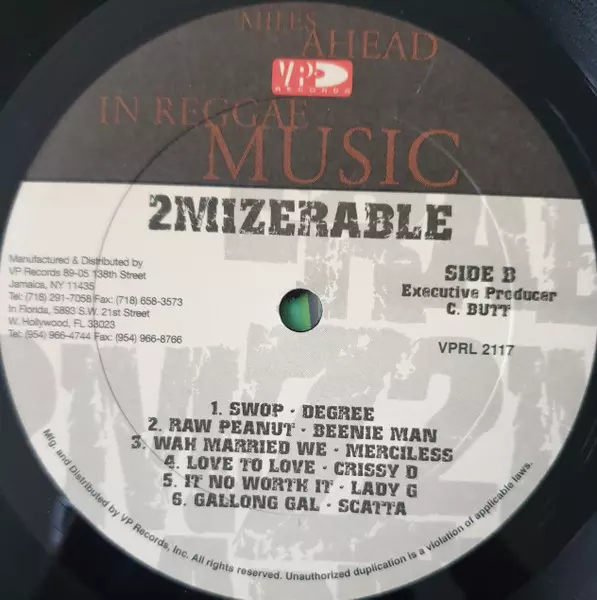 MILES
AHEAD
VP
RECORDS
IN REGGAE
MUSIC
2MIZERABLE
Manufactured & Distributed by
VP Records 89-05 138th Street
Jamaica, NY 11435
Tel: (718) 291-7058 Fax: (718) 658-3573
In Florida, 5893 S.W. 21st Street
W. Hollywood, FL 33023
Tel: (954) 966-4744 Fax: (954) 966-8766
SIDE B
Executive Producer
C. BUTT
VPRL 2117
1. SWOP · DEGREE
2. RAW PEANUT · BEENIE MAN
3. WAH MARRIED WE · MERCILESS
4. LOVE TO LOVE · CRISSY D
5. IT NO WORTH IT · LADY G
6. GALLONG GAL · SCATTA
Mfg. and Distributed by VP Records, Inc. All rights reserved. Unauthorized duplication is a violation of applicable laws.